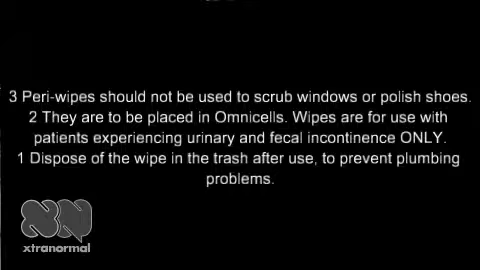 3 Peri-wipes should not be used to scrub windows or polish shoes.
2 They are to be placed in Omnicells. Wipes are for use with
patients experiencing urinary and fecal incontinence ONLY.
1 Dispose of the wipe in the trash after use, to prevent plumbing
problems.
XN
xtranormal